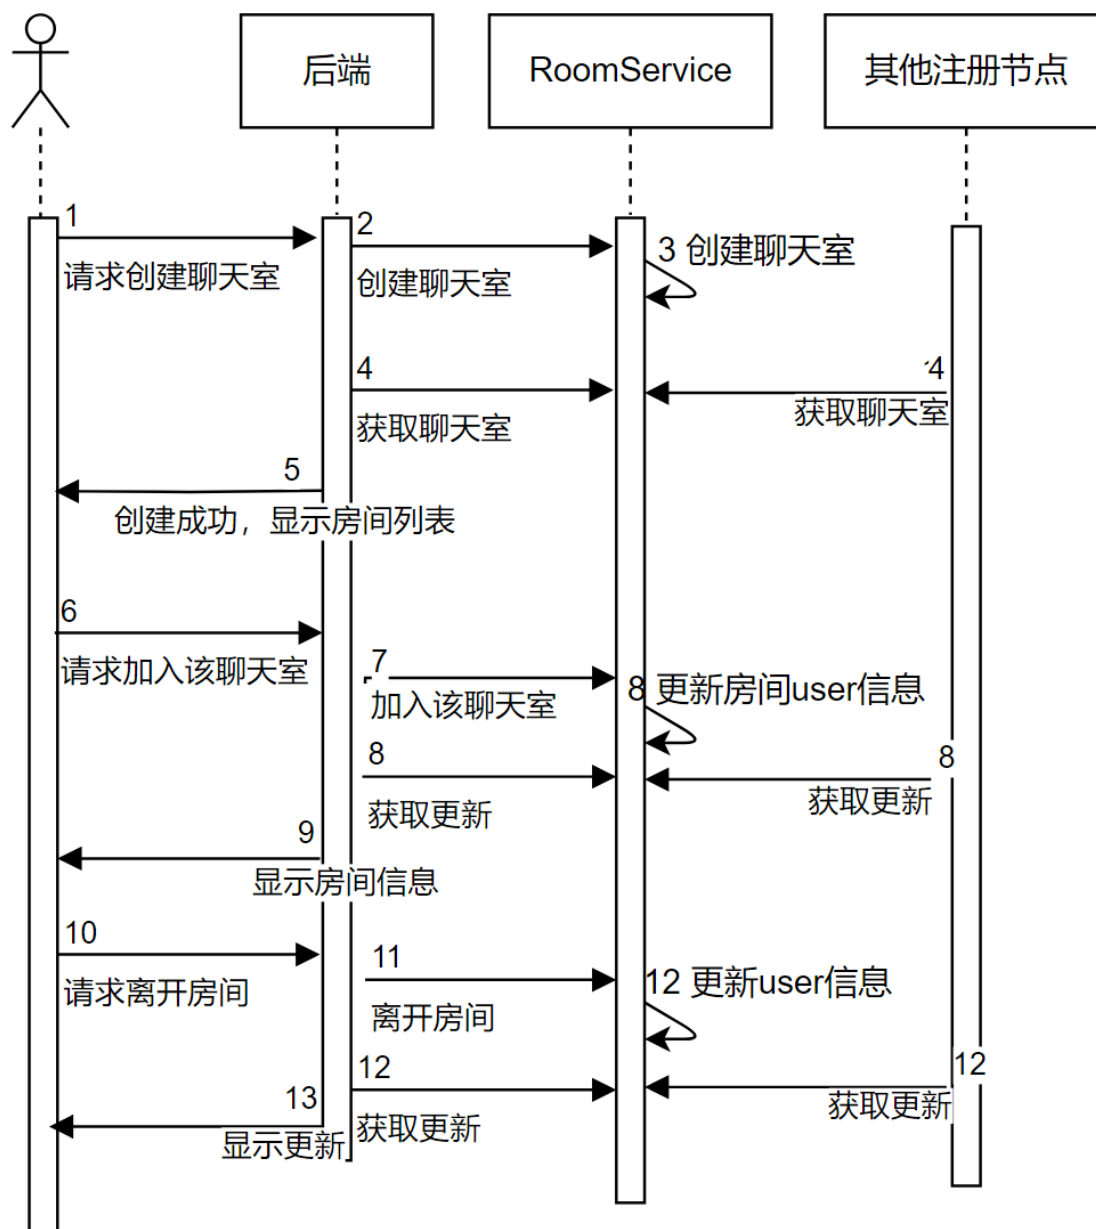 后端
RoomService
其他注册节点
1
请求创建聊天室
2
创建聊天室
3 创建聊天室
4
获取聊天室
4
获取聊天室
5
创建成功，显示房间列表
6
请求加入该聊天室
7
加入该聊天室
8 更新房间user信息
8
获取更新
8
获取更新
9
显示房间信息
10
请求离开房间
11
离开房间
12 更新user信息
12
获取更新
12
获取更新
13
显示更新